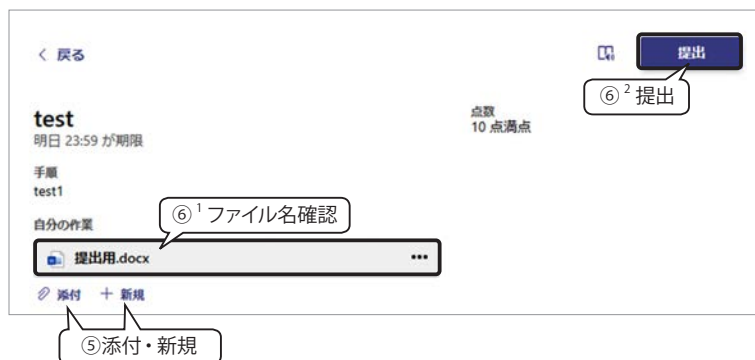 < 戻る
提出
⑥² 提出
test
明日 23:59 が期限
点数
10 点満点
手順
test1
⑥¹ ファイル名確認
自分の作業
提出用.docx
•••
添付 + 新規
⑤添付・新規